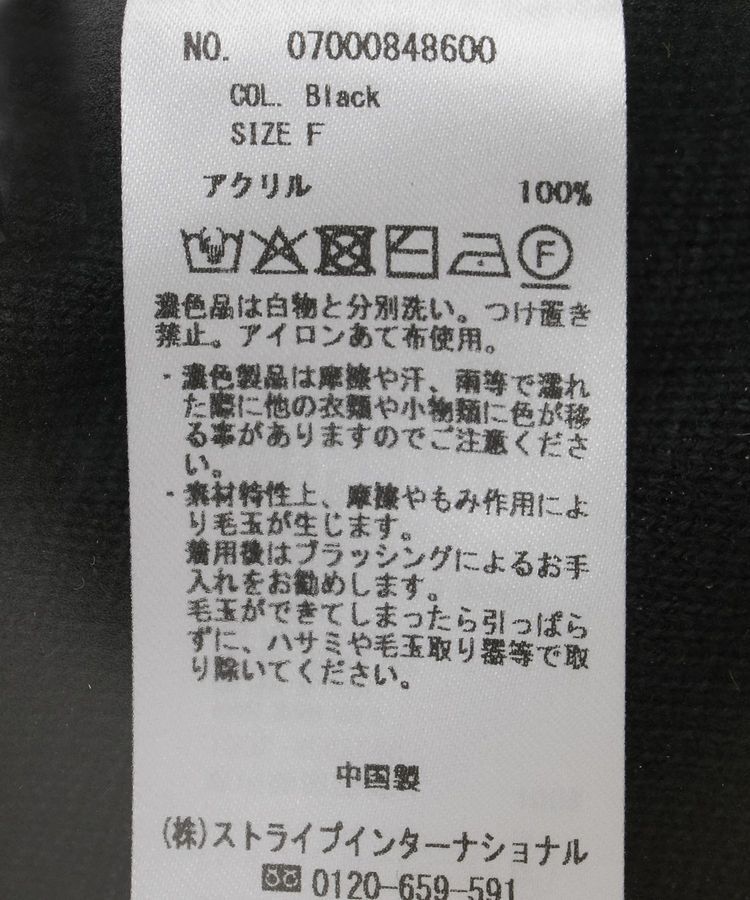 NO. 07000848600
COL. Black
SIZE F
アクリル 100%
F
濃色品は白物と分別洗い。つけ置き
禁止。アイロンあて布使用。
・濃色製品は摩擦や汗、雨等で濡れ
た際に他の衣類や小物類に色が移
る事がありますのでご注意くださ
い。
・素材特性上、摩擦やもみ作用によ
り毛玉が生じます。
着用後はブラッシングによるお手
入れをお勧めします。
毛玉ができてしまったら引っぱら
ずに、ハサミや毛玉取り器等で取
り除いてください。
中国製
(株)ストライプインターナショナル
0120-659-591